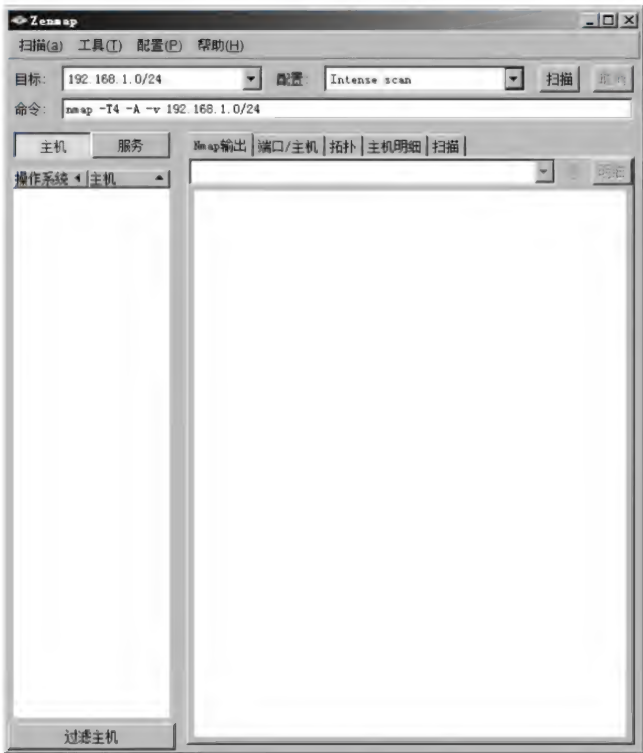 Zenmap
扫描(a) 工具(T) 配置(P) 帮助(H)
目标: 192.168.1.0/24 配置: Intense scan 扫描 取消
命令: nmap -T4 -A -v 192.168.1.0/24
主机 服务 Nmap输出 端口/主机 拓扑 主机明细 扫描
操作系统 主机 明细
过滤主机